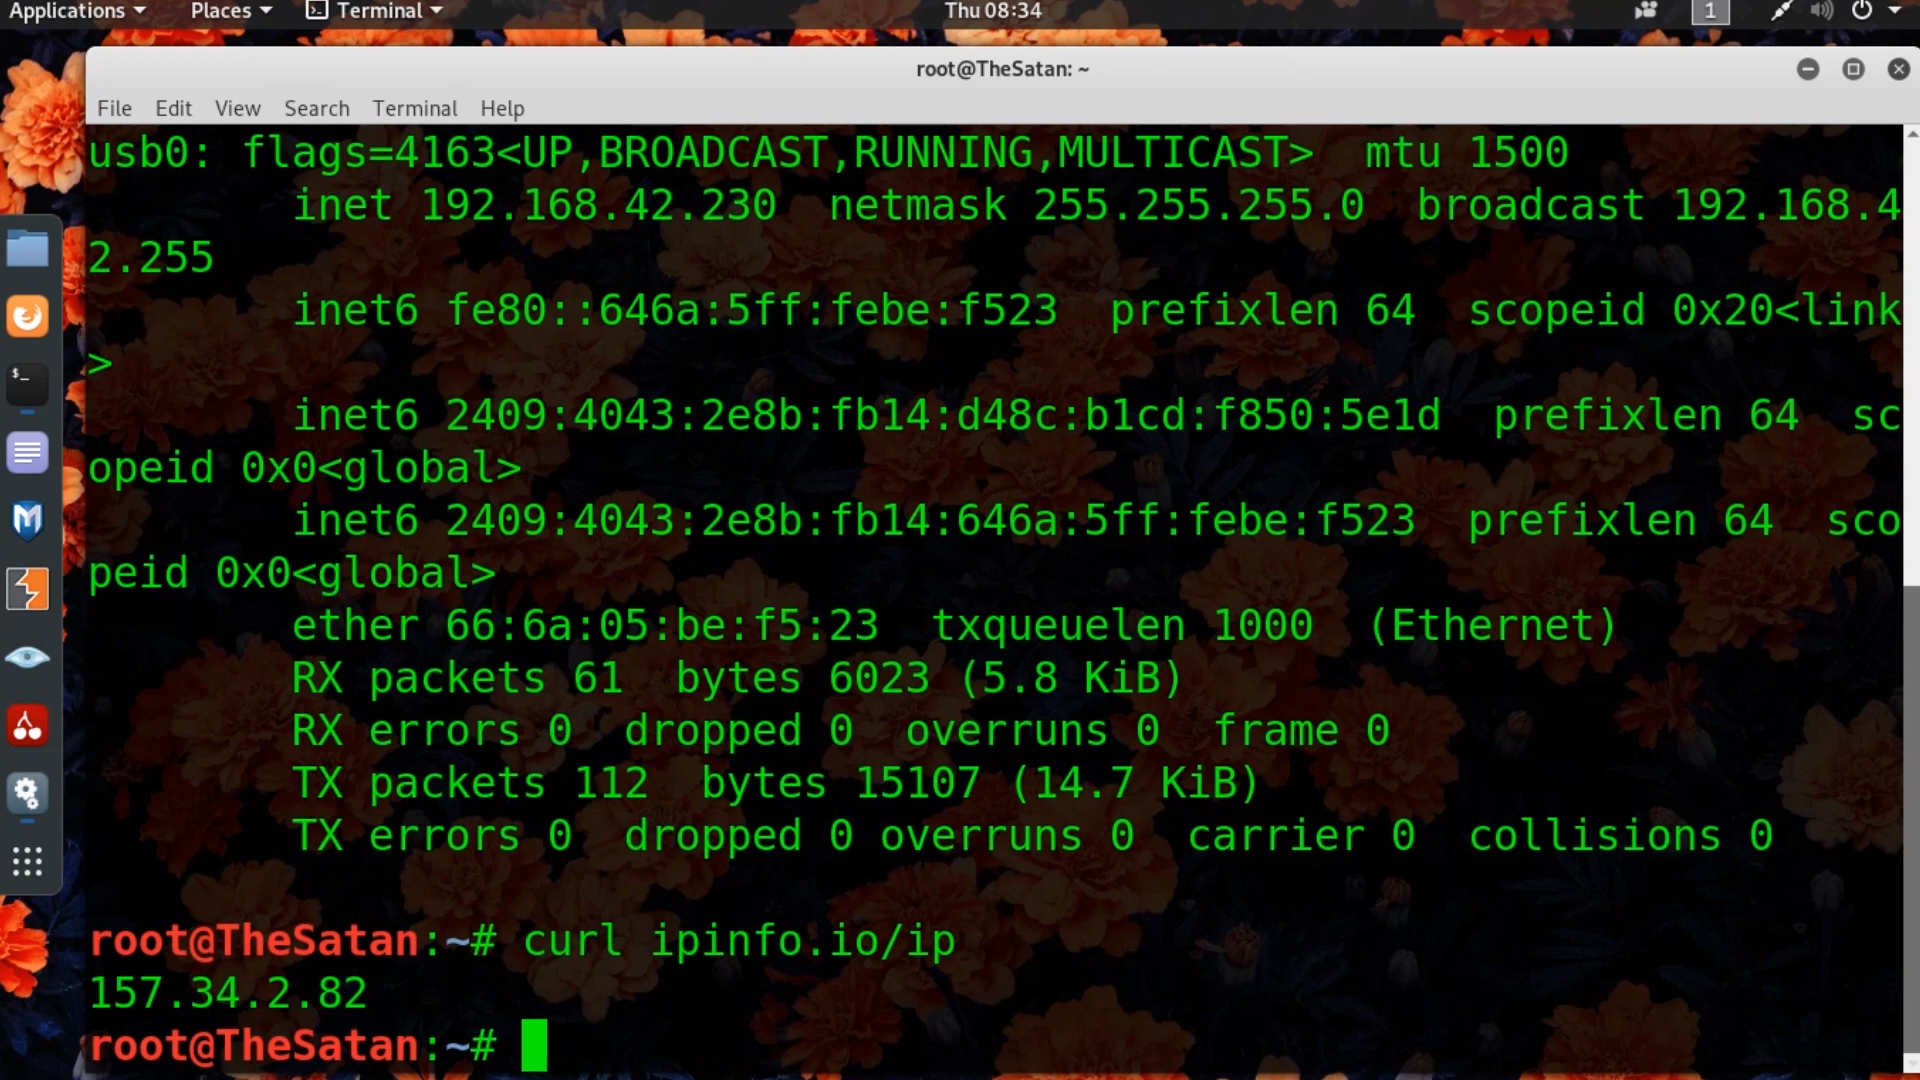 Applications Places Terminal Thu 08:34 1
root@TheSatan: ~
File Edit View Search Terminal Help
usb0: flags=4163<UP,BROADCAST,RUNNING,MULTICAST>  mtu 1500
        inet 192.168.42.230  netmask 255.255.255.0  broadcast 192.168.4
2.255
        inet6 fe80::646a:5ff:febe:f523  prefixlen 64  scopeid 0x20<link
>
        inet6 2409:4043:2e8b:fb14:d48c:b1cd:f850:5e1d  prefixlen 64  sc
opeid 0x0<global>
        inet6 2409:4043:2e8b:fb14:646a:5ff:febe:f523  prefixlen 64  sco
peid 0x0<global>
        ether 66:6a:05:be:f5:23  txqueuelen 1000  (Ethernet)
        RX packets 61  bytes 6023 (5.8 KiB)
        RX errors 0  dropped 0  overruns 0  frame 0
        TX packets 112  bytes 15107 (14.7 KiB)
        TX errors 0  dropped 0 overruns 0  carrier 0  collisions 0
root@TheSatan:~# curl ipinfo.io/ip
157.34.2.82
root@TheSatan:~#